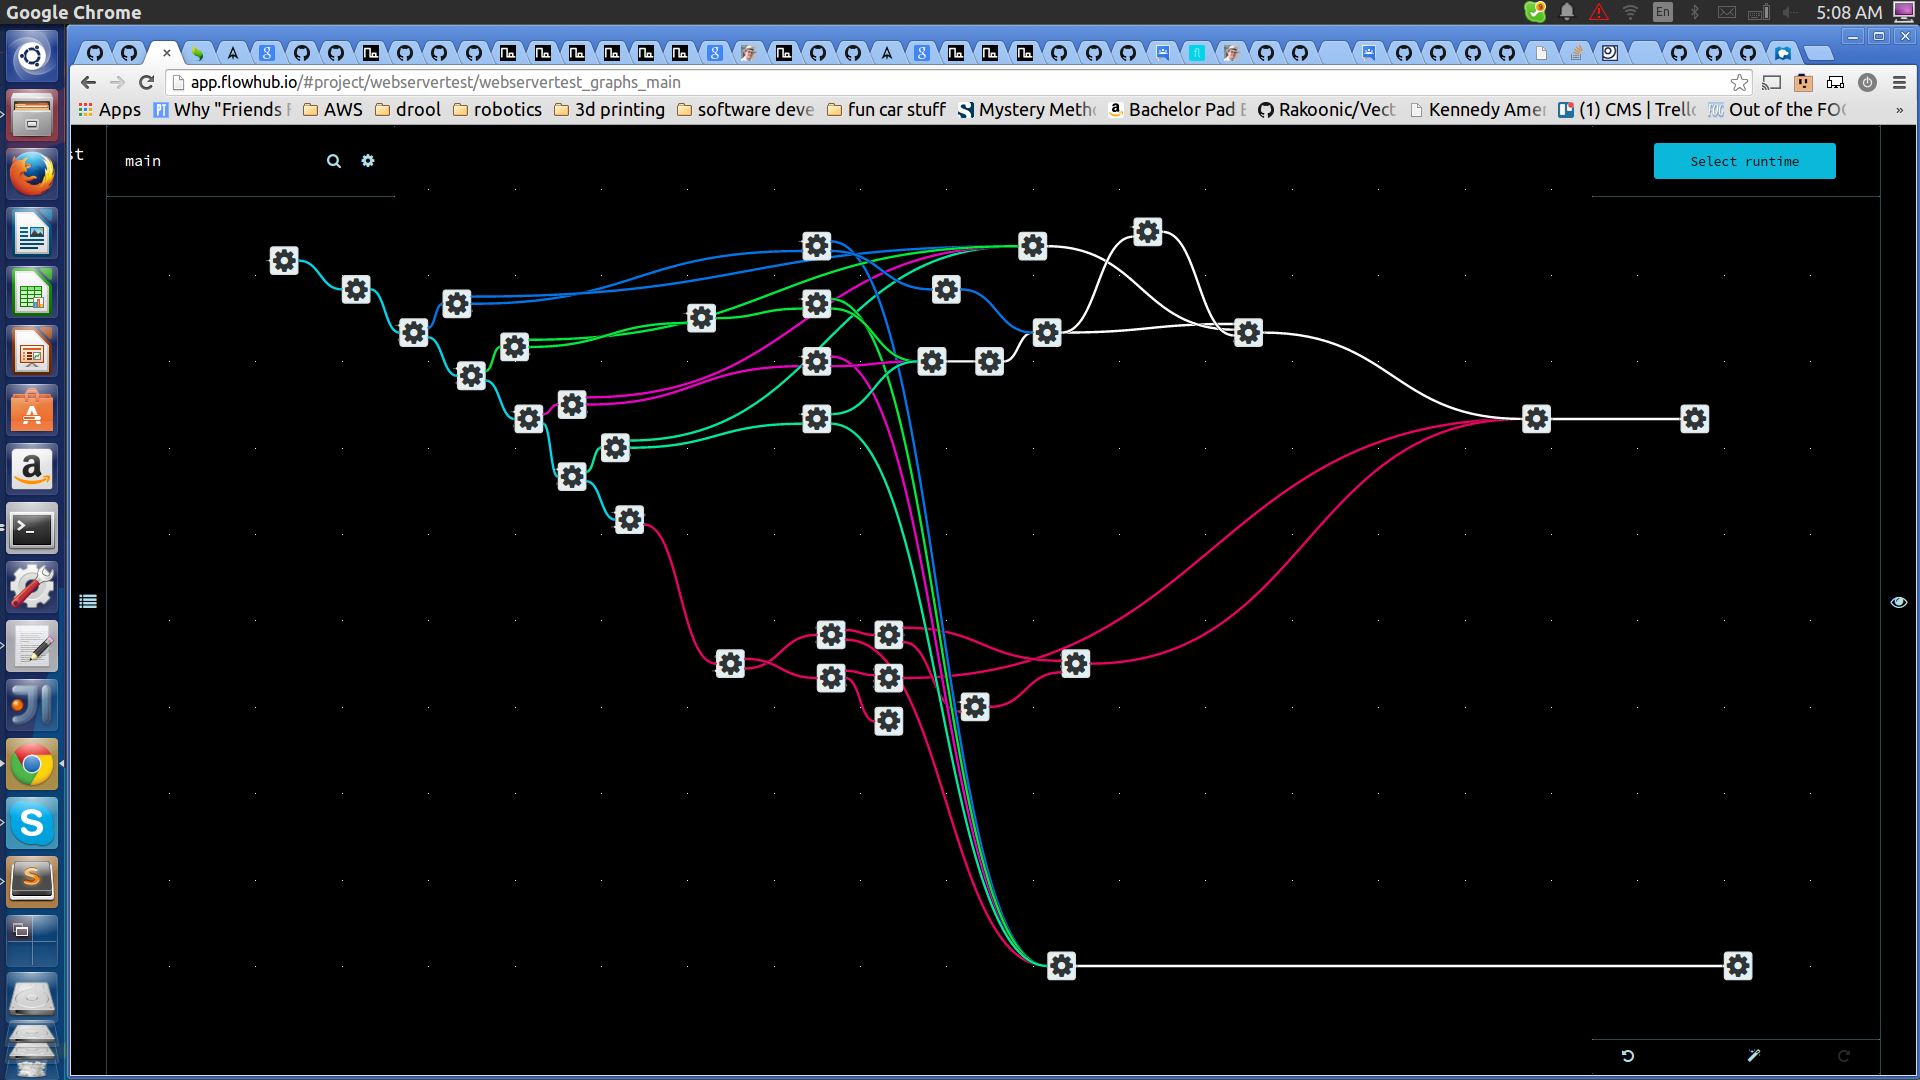 Google Chrome
En
5:08 AM
app.flowhub.io/#project/webservertest/webservertest_graphs_main
Apps
Why "Friends
AWS
drool
robotics
3d printing
software deve
fun car stuff
Mystery Meth
Bachelor Pad
Rakoonic/Vect
Kennedy Amer
(1) CMS | Trell
Out of the FO
»
st
main
Select runtime